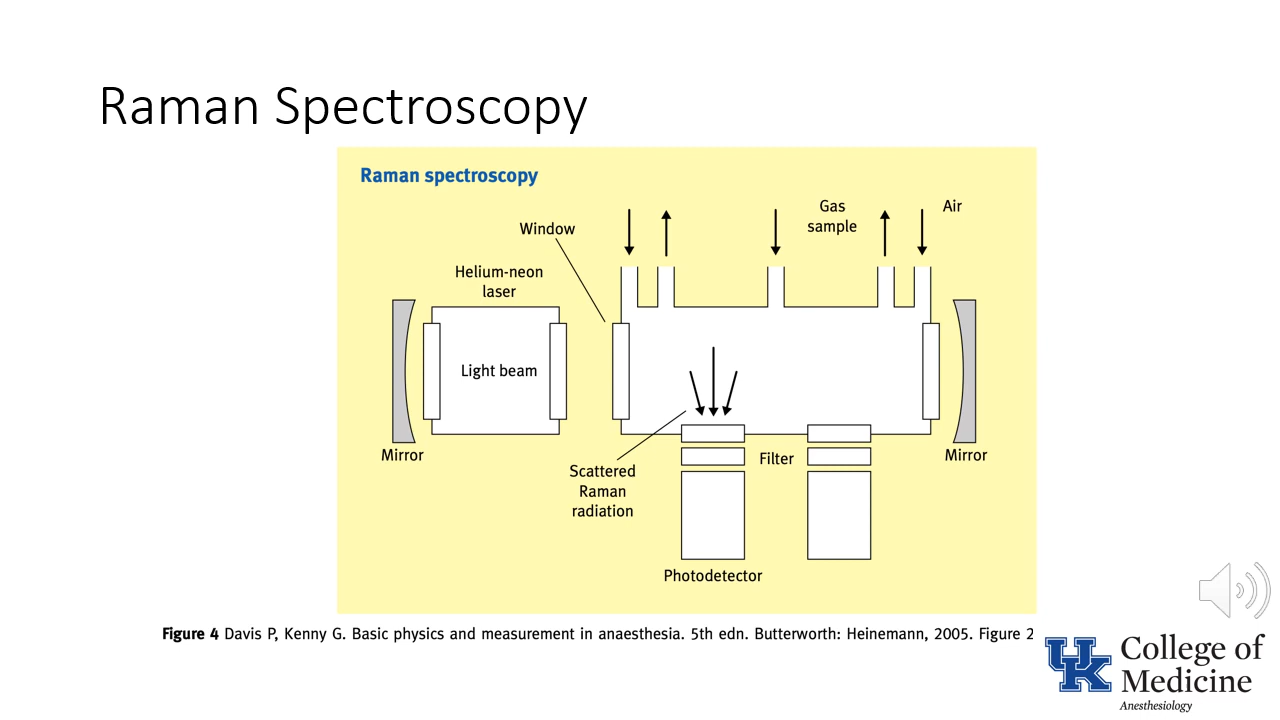 Raman Spectroscopy
Raman spectroscopy
Window
Gas
sample
Air
Helium-neon
laser
Light beam
Mirror
Scattered
Raman
radiation
Filter
Mirror
Photodetector
Figure 4 Davis P, Kenny G. Basic physics and measurement in anaesthesia. 5th edn. Butterworth: Heinemann, 2005. Figure 2
UK
College of
Medicine
Anesthesiology